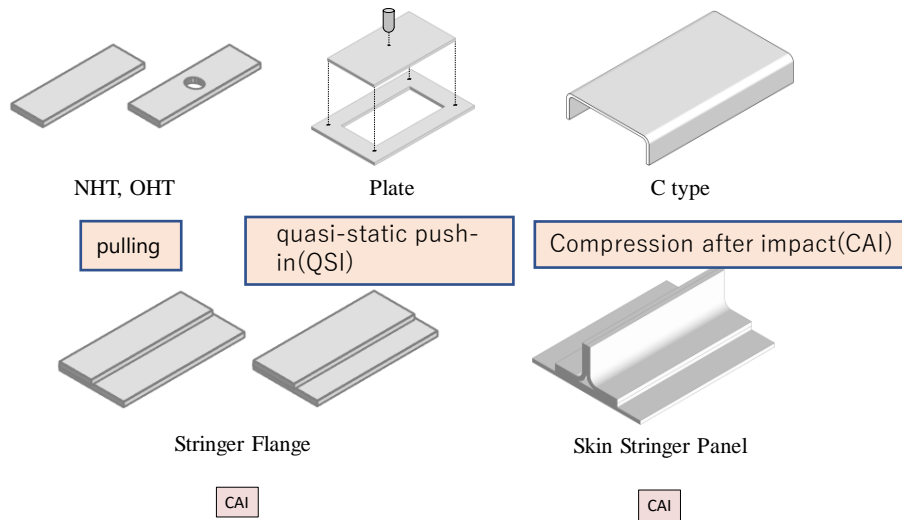 NHT, OHT
Plate
C type
pulling
quasi-static push-
in(QSI)
Compression after impact(CAI)
Stringer Flange
Skin Stringer Panel
CAI
CAI